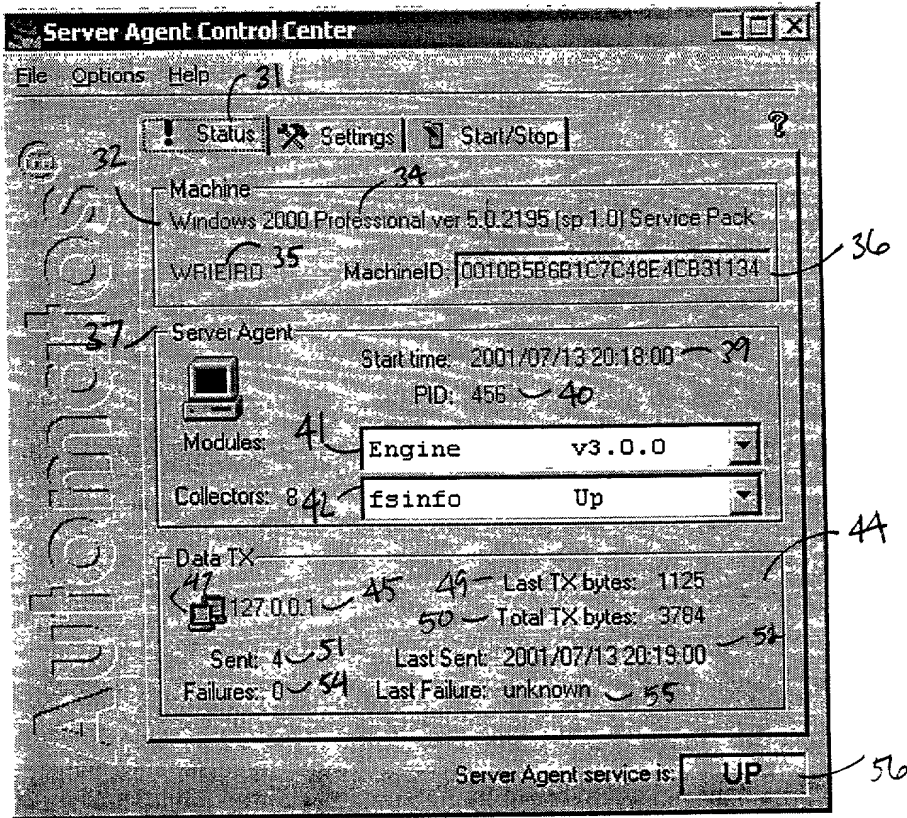 Server Agent Control Center
File Options Help 31
! Status Settings Start/Stop ?
32 Machine 34
Windows 2000 Professional ver 5.0.2195 (sp 1.0) Service Pack
WRIEIRO 35 MachineID: 0010B5B6B1C7C48E4CB31134 36
37 Server Agent
Start time: 2001/07/13 20:18:00 39
PID: 456 40
Modules: 41 Engine v3.0.0
Collectors: 8 42 fsinfo Up
Data TX 44
47 127.0.0.1 45 49 Last TX bytes: 1125
50 Total TX bytes: 3784
Sent: 4 51 Last Sent: 2001/07/13 20:19:00 52
Failures: 0 54 Last Failure: unknown 55
Server Agent service is: UP 56
Automatos